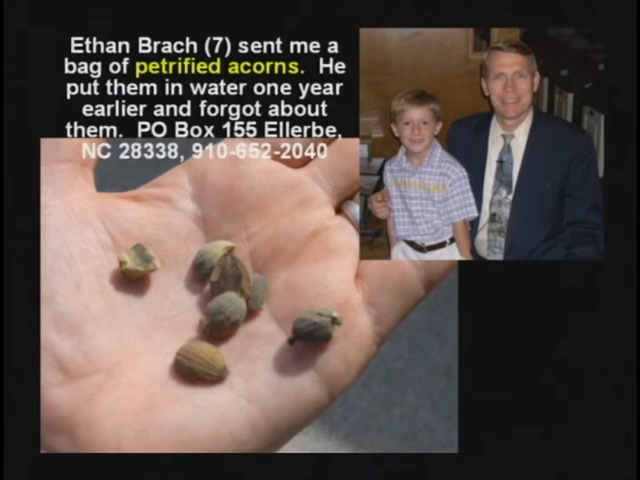 Ethan Brach (7) sent me a
bag of petrified acorns.  He
put them in water one year
earlier and forgot about
them.  PO Box 155 Ellerbe,
NC 28338, 910-652-2040